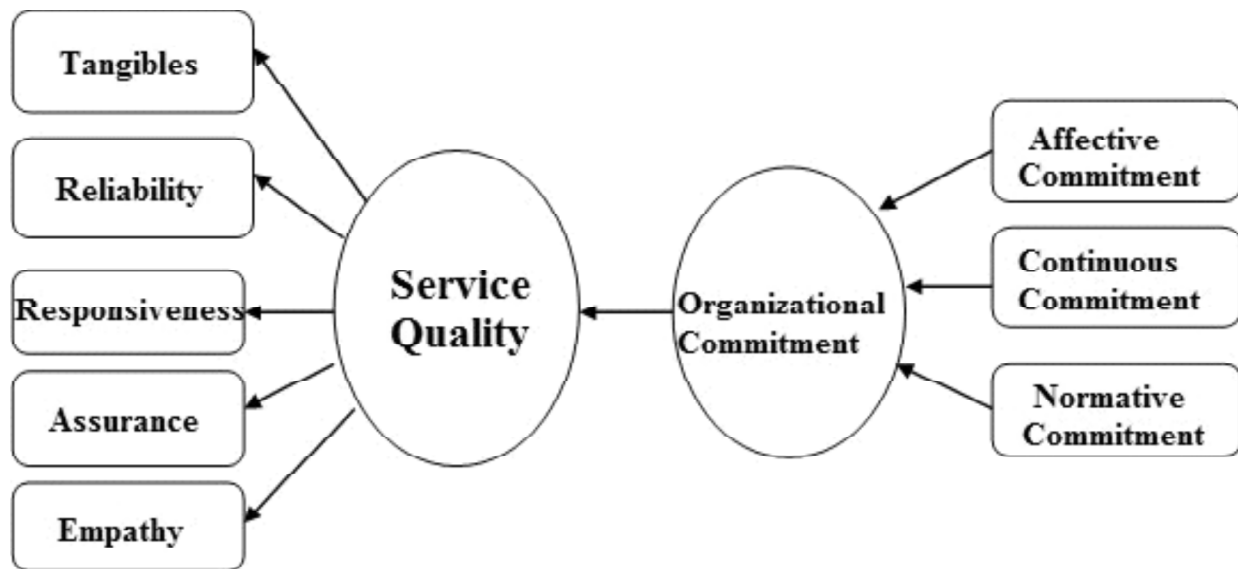 Tangibles
Reliability
Responsiveness
Assurance
Empathy
Service
Quality
Organizational
Commitment
Affective
Commitment
Continuous
Commitment
Normative
Commitment